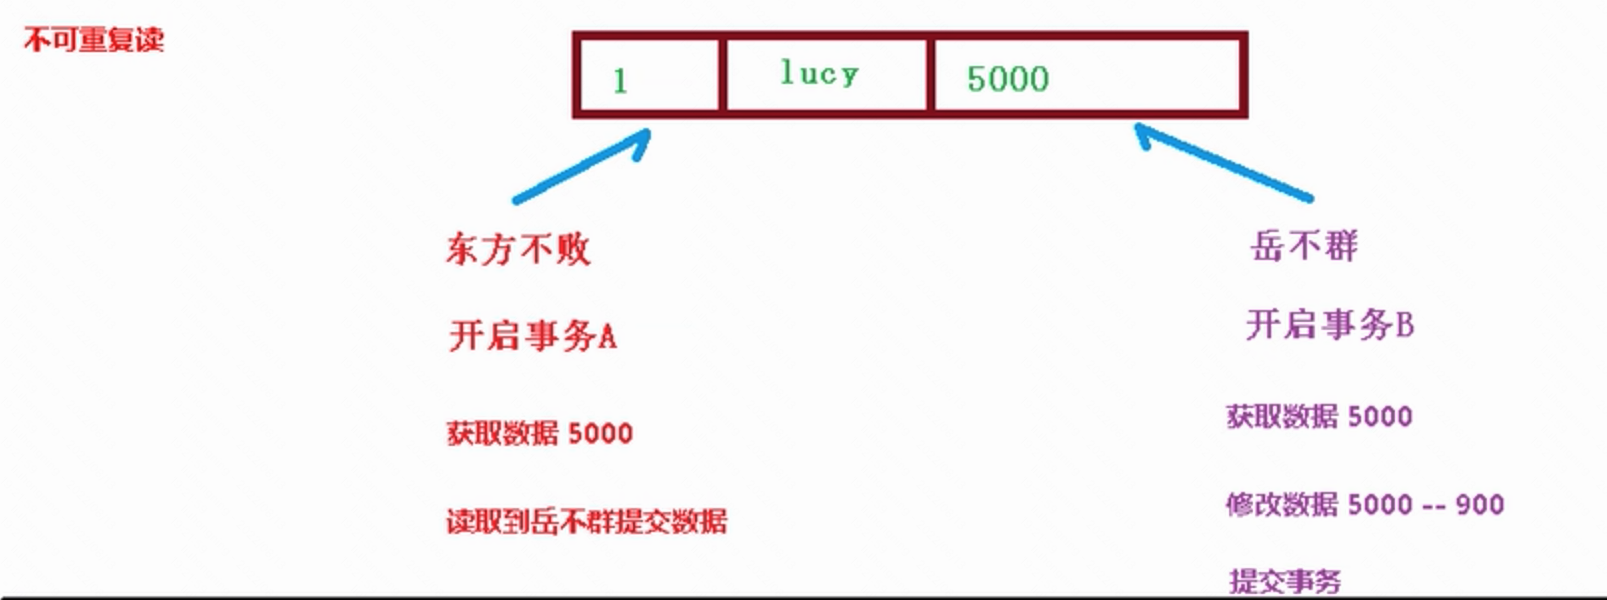 不可重复读
1 lucy 5000
东方不败
岳不群
开启事务A
开启事务B
获取数据 5000
获取数据 5000
读取到岳不群提交数据
修改数据 5000 -- 900
提交事务